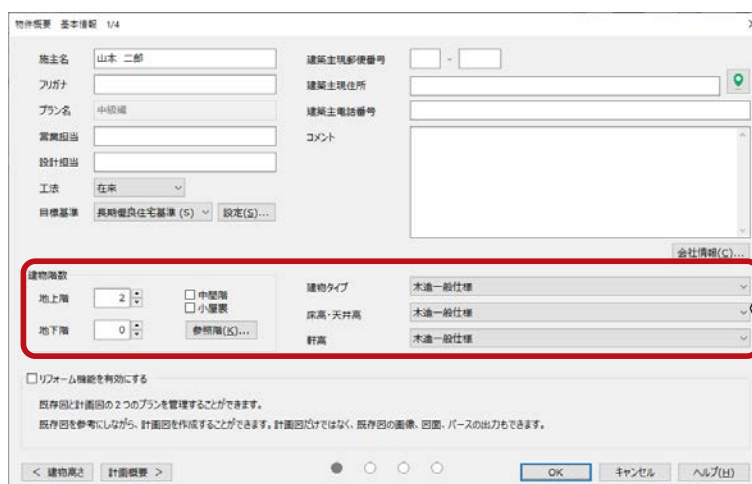 物件概要 基本情報 1/4
施主名 山本 二郎
フリガナ
プラン名 中級編
営業担当
設計担当
工法 在来
目標基準 長期優良住宅基準 (S) 設定(S)...
建築主現郵便番号 -
建築主現住所
建築主電話番号
コメント
会社情報(C)...
建物階数
地上階 2 中間階
小屋裏
地下階 0 参照階(K)...
建物タイプ 木造一般仕様
床高・天井高 木造一般仕様
軒高 木造一般仕様
リフォーム機能を有効にする
既存図と計画図の2つのプランを管理することができます。
既存図を参考にしながら、計画図を作成することができます。計画図だけではなく、既存図の画像、図面、パースの出力もできます。
< 建物高さ 計画概要 > OK キャンセル ヘルプ(H)